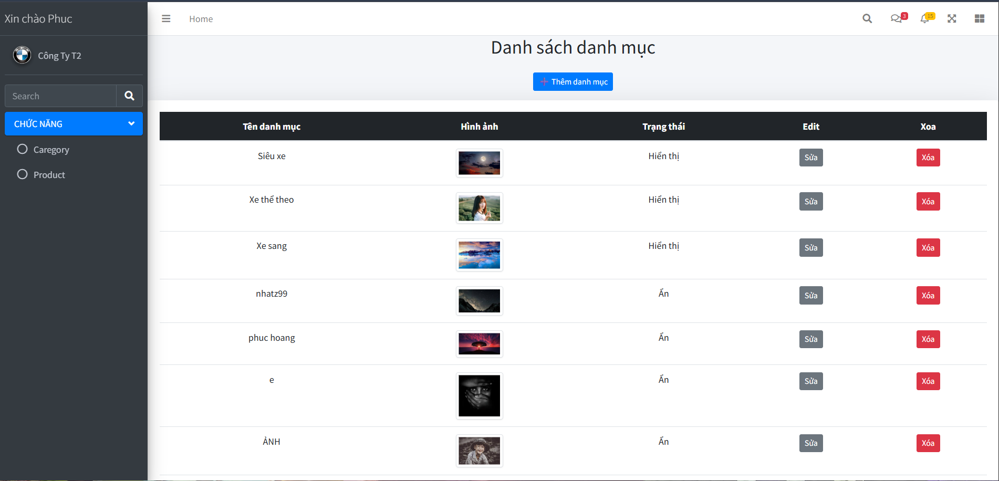 Xin chào Phuc
Home
3
15
Công Ty T2
Search
CHỨC NĂNG
Caregory
Product
Danh sách danh mục
Thêm danh mục
Tên danh mục Hình ảnh Trạng thái Edit Xoa
Siêu xe Hiển thị Sửa Xóa
Xe thể theo Hiển thị Sửa Xóa
Xe sang Hiển thị Sửa Xóa
nhatz99 Ẩn Sửa Xóa
phuc hoang Ẩn Sửa Xóa
e Ẩn Sửa Xóa
ẢNH Ẩn Sửa Xóa